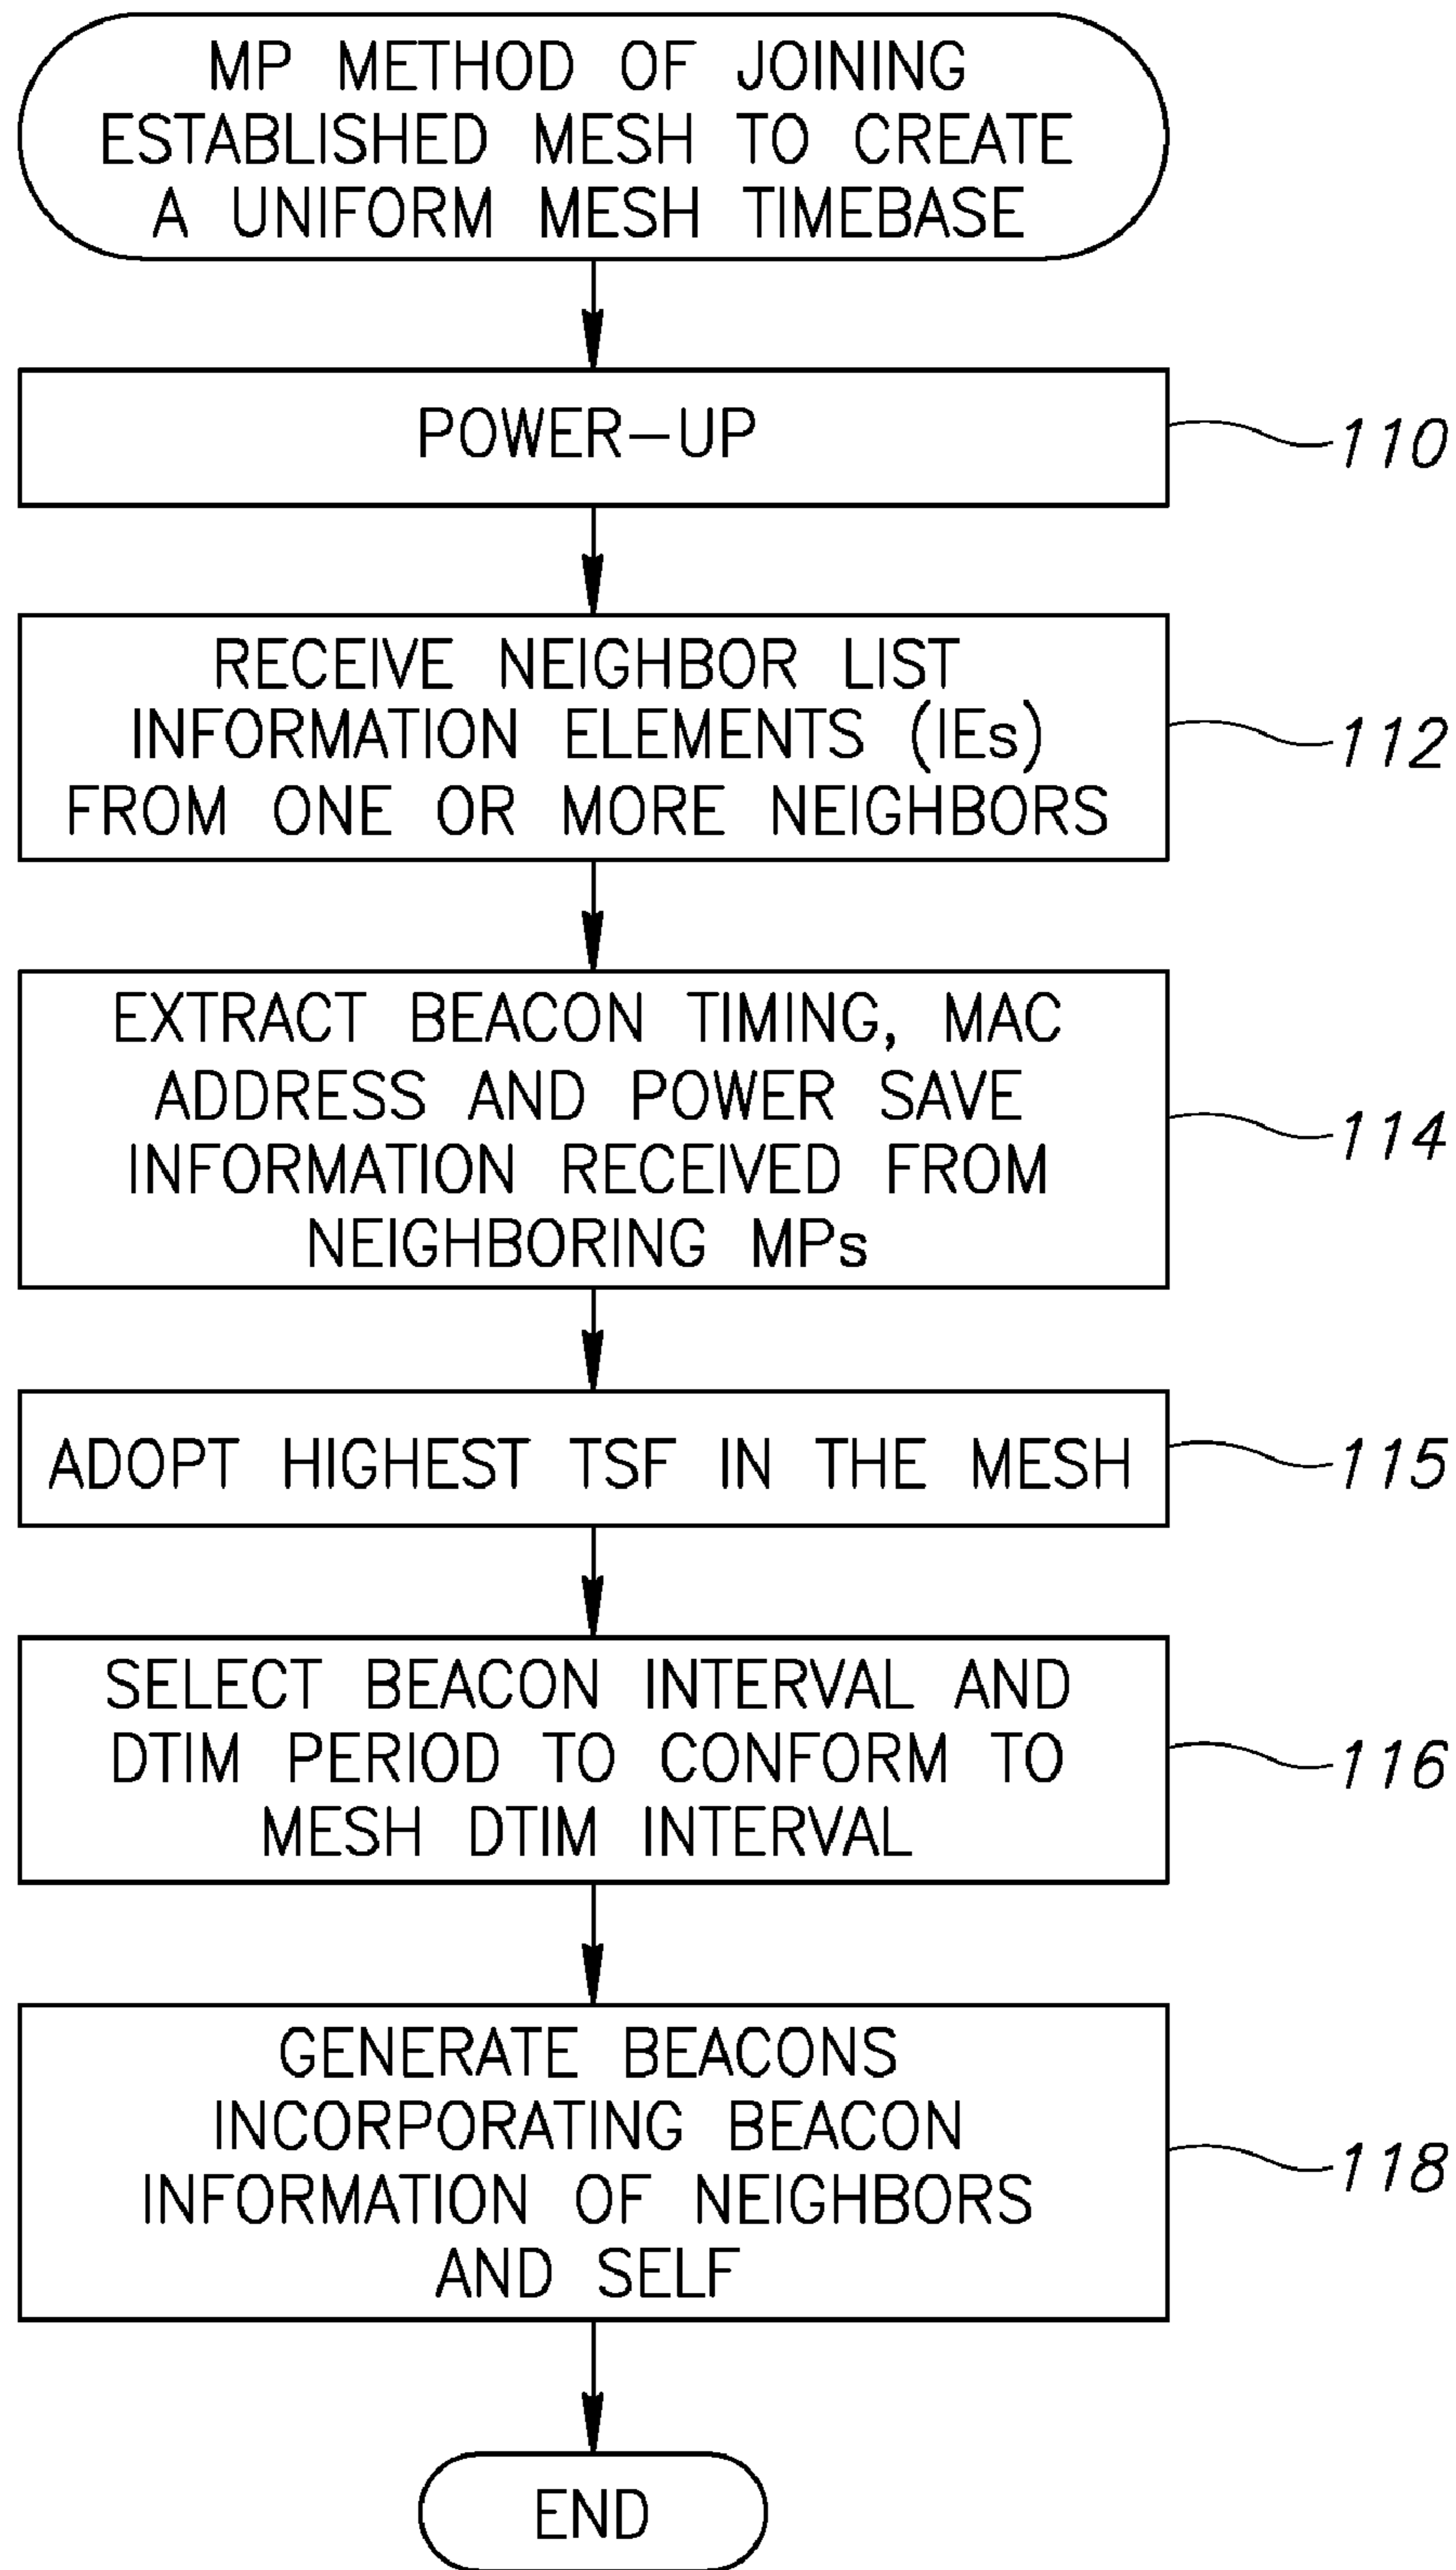 MP METHOD OF JOINING
ESTABLISHED MESH TO CREATE
A UNIFORM MESH TIMEBASE
POWER-UP
110
RECEIVE NEIGHBOR LIST
INFORMATION ELEMENTS (IEs)
FROM ONE OR MORE NEIGHBORS
112
EXTRACT BEACON TIMING, MAC
ADDRESS AND POWER SAVE
INFORMATION RECEIVED FROM
NEIGHBORING MPs
114
ADOPT HIGHEST TSF IN THE MESH
115
SELECT BEACON INTERVAL AND
DTIM PERIOD TO CONFORM TO
MESH DTIM INTERVAL
116
GENERATE BEACONS
INCORPORATING BEACON
INFORMATION OF NEIGHBORS
AND SELF
118
END